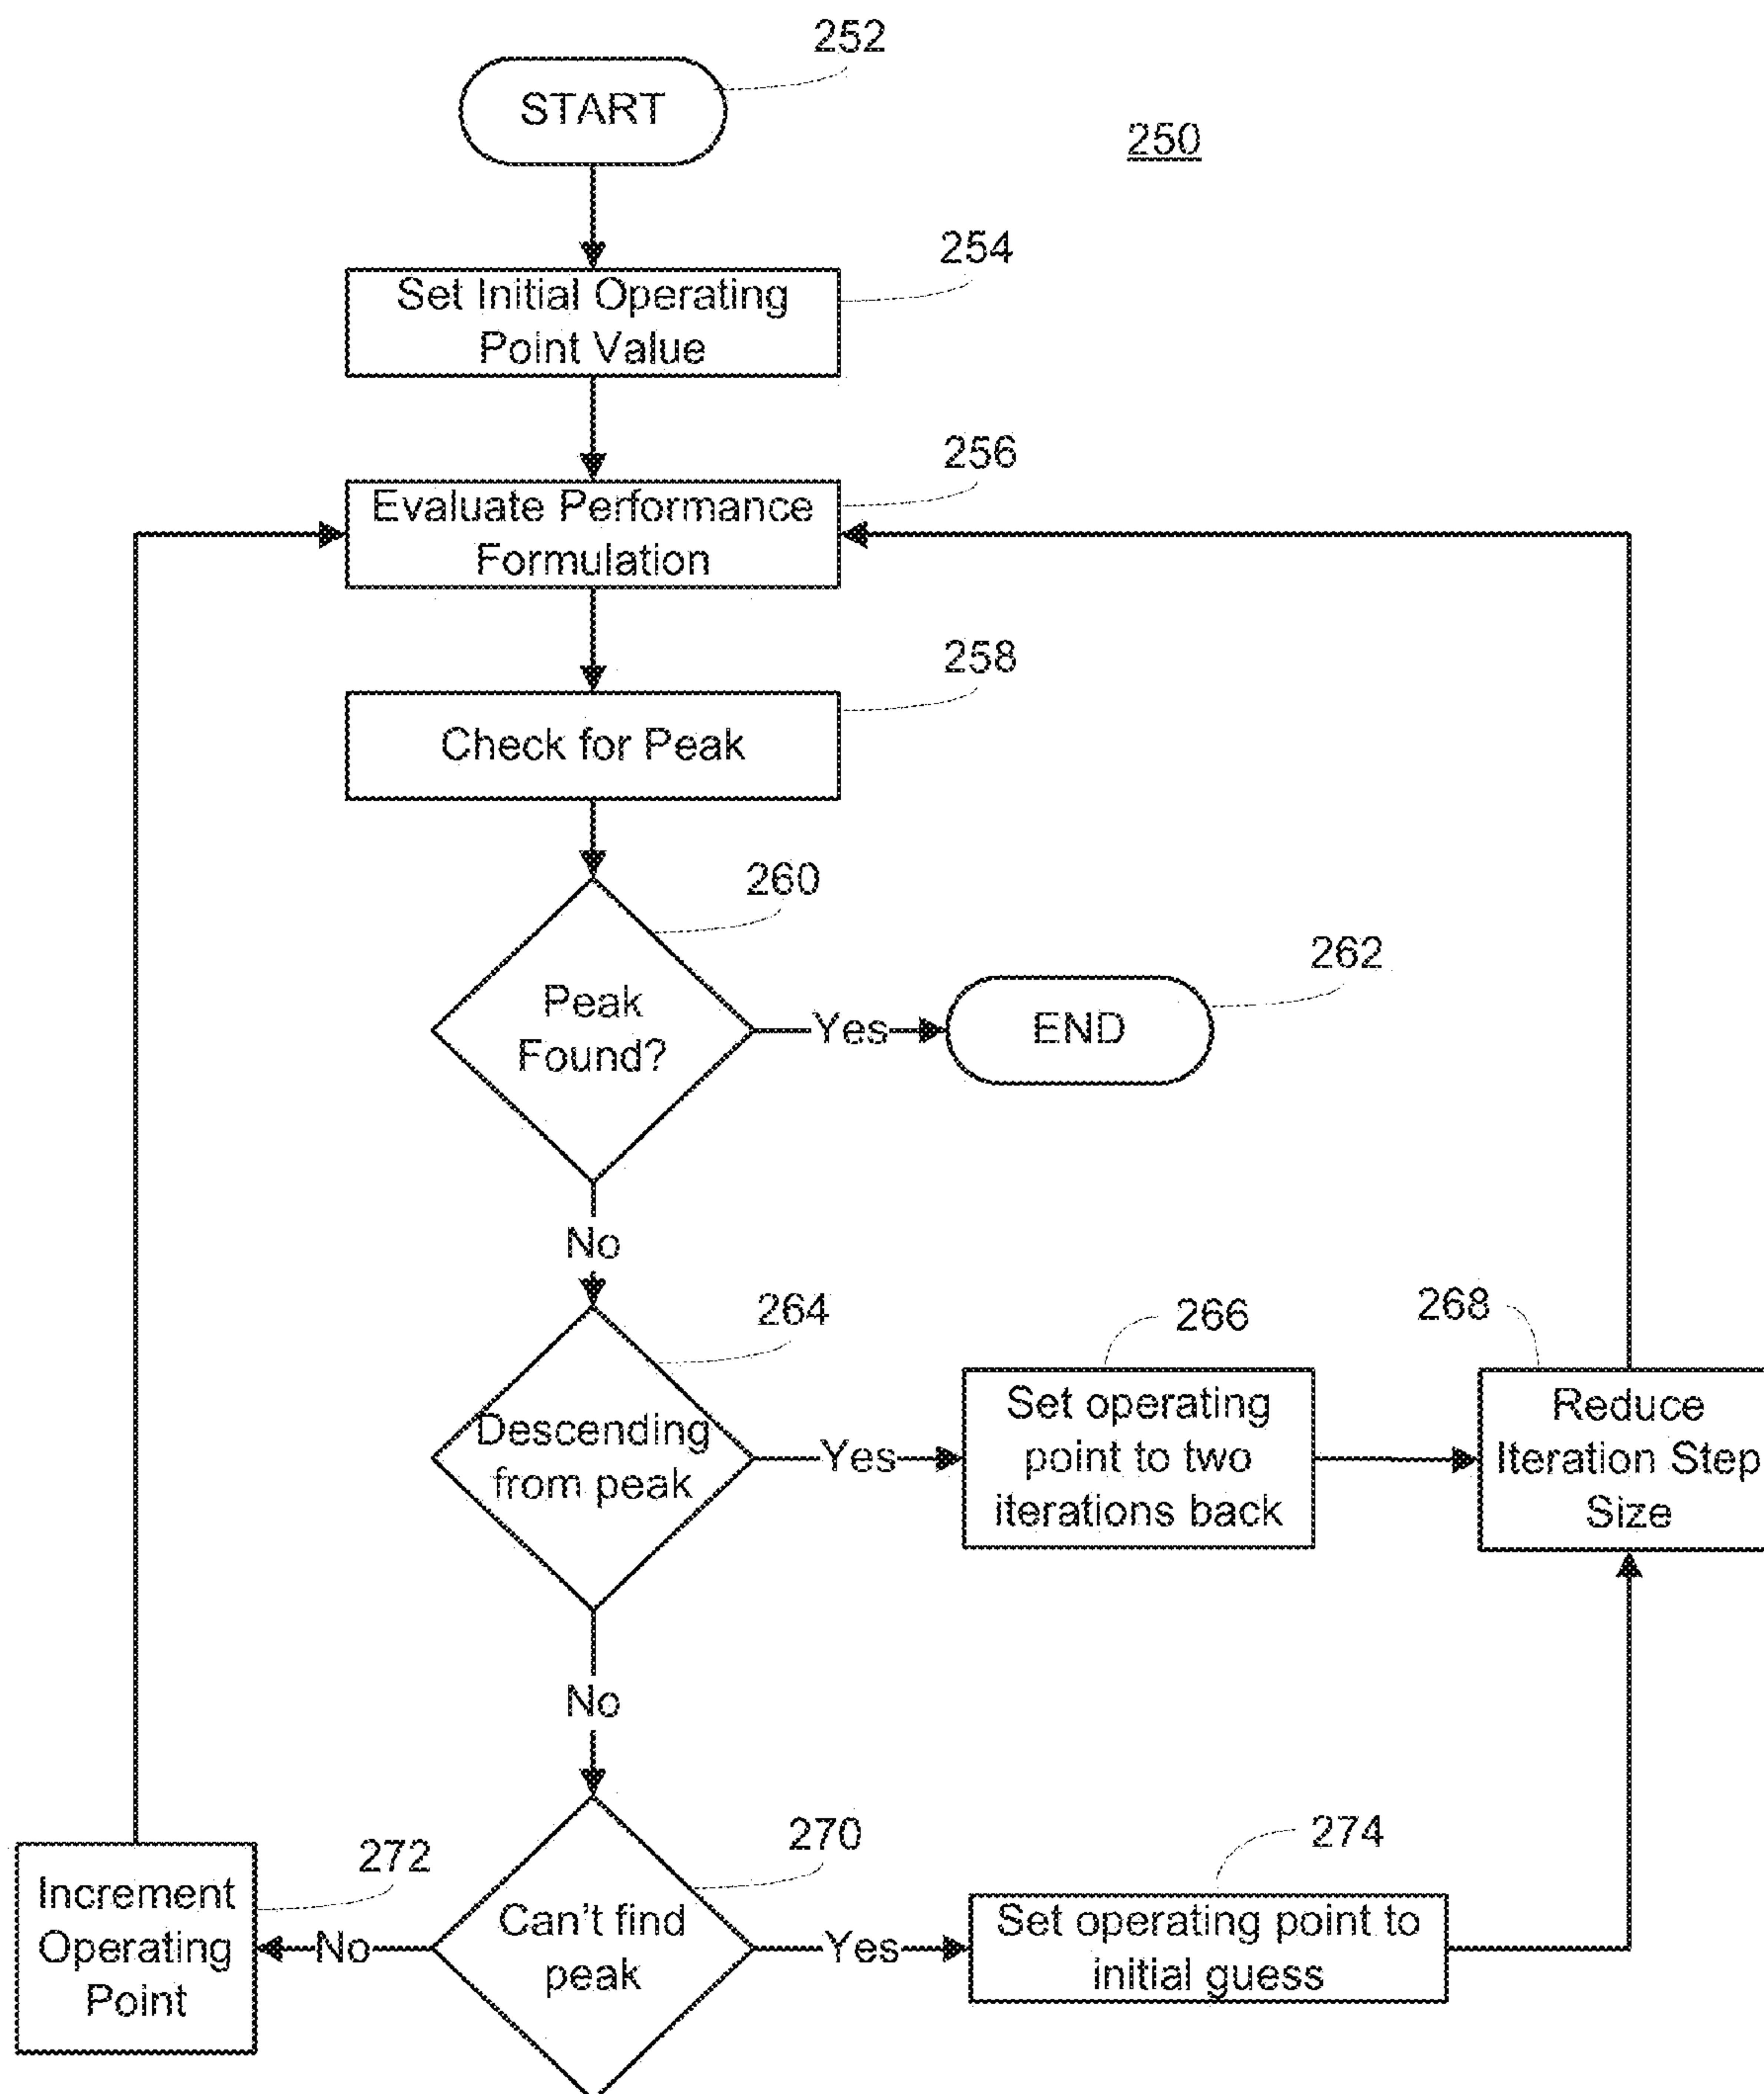 252
START
250
254
Set Initial Operating
Point Value
256
Evaluate Performance
Formulation
258
Check for Peak
260
Peak
Found?
Yes
262
END
No
264
Descending
from peak
Yes
266
Set operating
point to two
iterations back
268
Reduce
Iteration Step
Size
No
270
Can't find
peak
No
272
Increment
Operating
Point
Yes
274
Set operating point to
initial guess